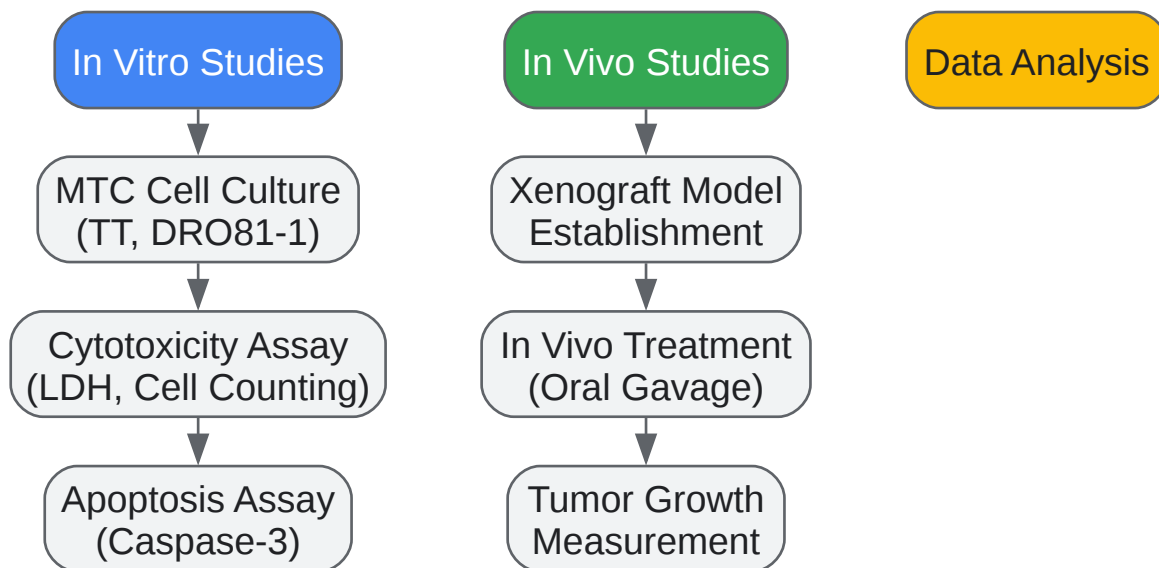 In Vitro Studies
MTC Cell Culture
(TT, DRO81-1)
Cytotoxicity Assay
(LDH, Cell Counting)
Apoptosis Assay
(Caspase-3)
In Vivo Studies
Xenograft Model
Establishment
In Vivo Treatment
(Oral Gavage)
Tumor Growth
Measurement
Data Analysis